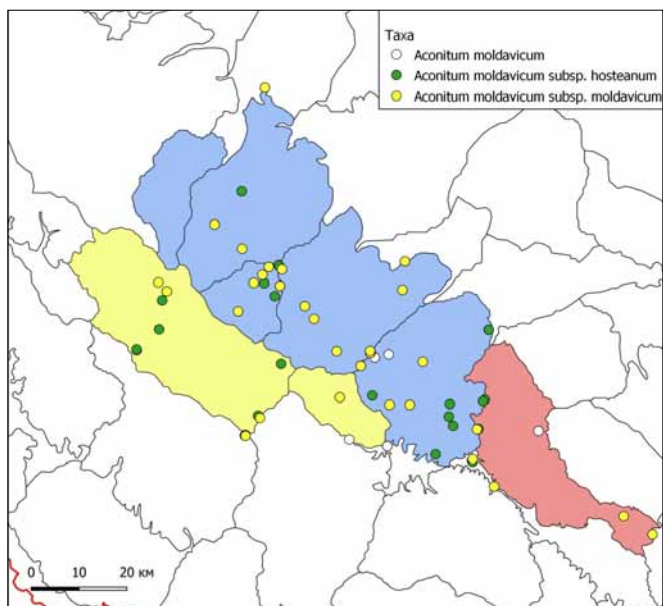 Taxa
Aconitum moldavicum
Aconitum moldavicum subsp. hosteanum
Aconitum moldavicum subsp. moldavicum
0 10 20 км